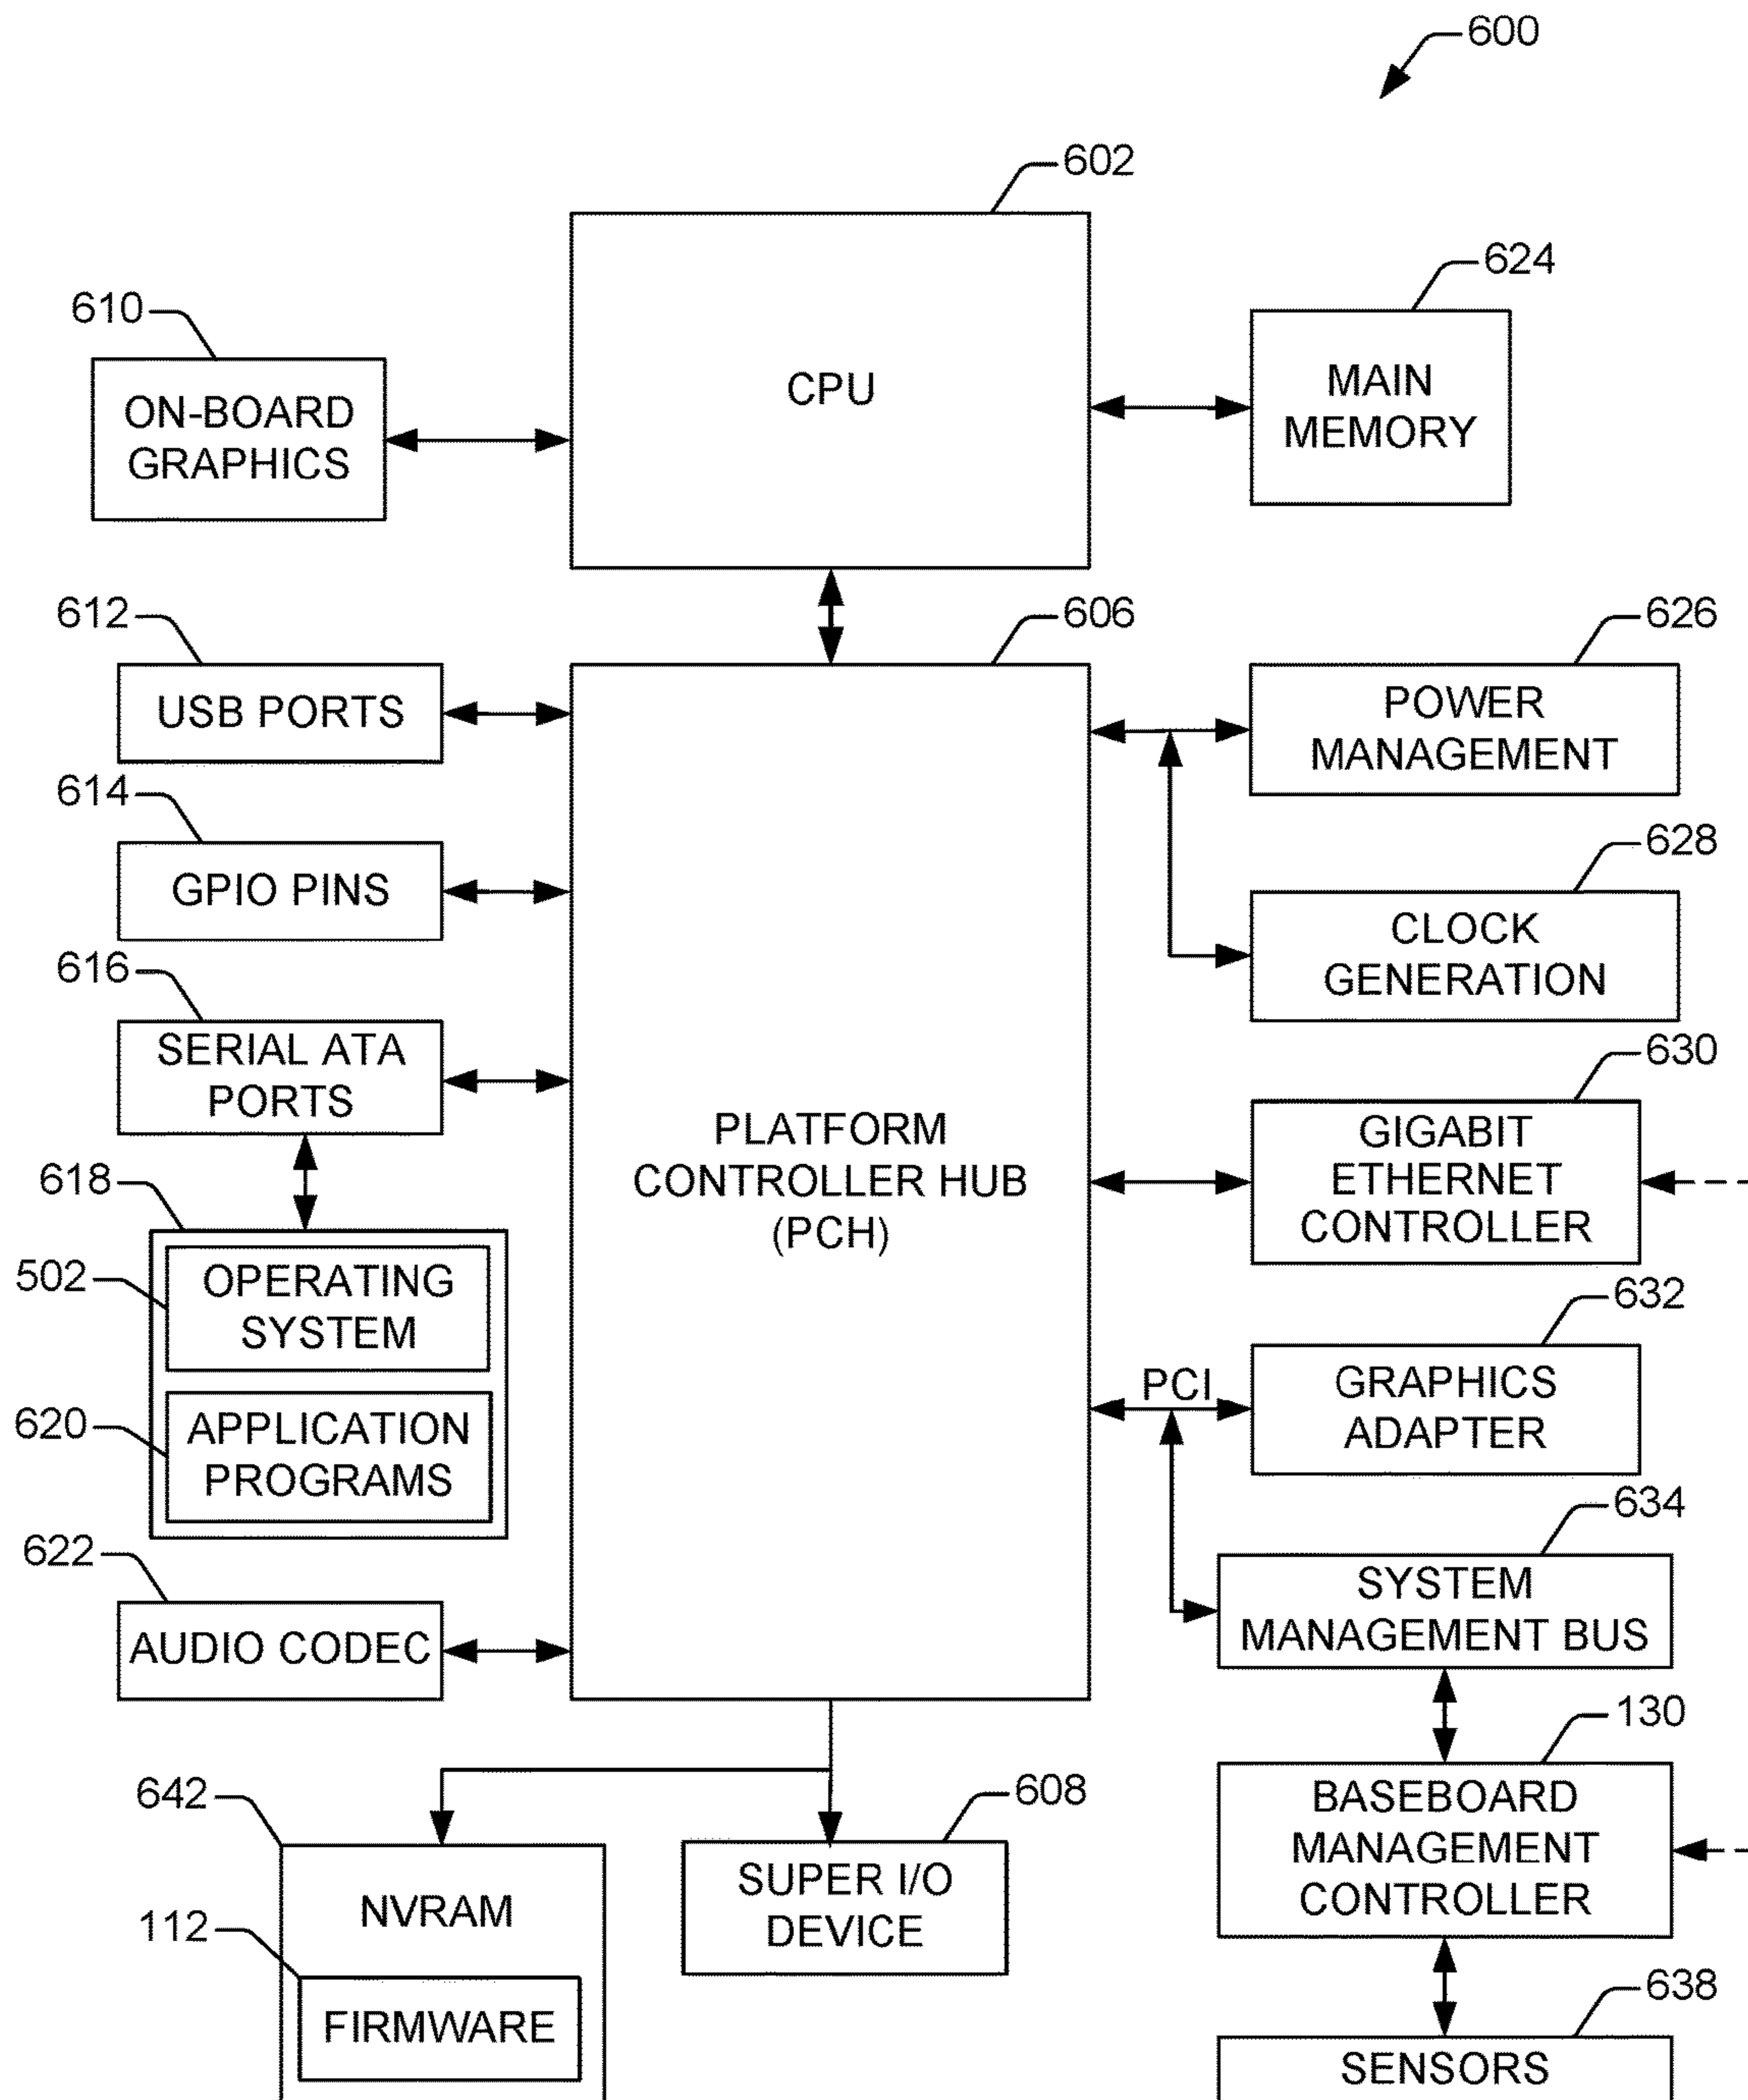 600
602
624
610
CPU
MAIN
MEMORY
ON-BOARD
GRAPHICS
612
606
626
USB PORTS
POWER
MANAGEMENT
614
GPIO PINS
628
CLOCK
GENERATION
616
SERIAL ATA
PORTS
630
GIGABIT
ETHERNET
CONTROLLER
PLATFORM
CONTROLLER HUB
(PCH)
618
502
OPERATING
SYSTEM
632
PCI
GRAPHICS
ADAPTER
620
APPLICATION
PROGRAMS
634
SYSTEM
MANAGEMENT BUS
622
AUDIO CODEC
130
BASEBOARD
MANAGEMENT
CONTROLLER
642
NVRAM
608
SUPER I/O
DEVICE
112
FIRMWARE
638
SENSORS